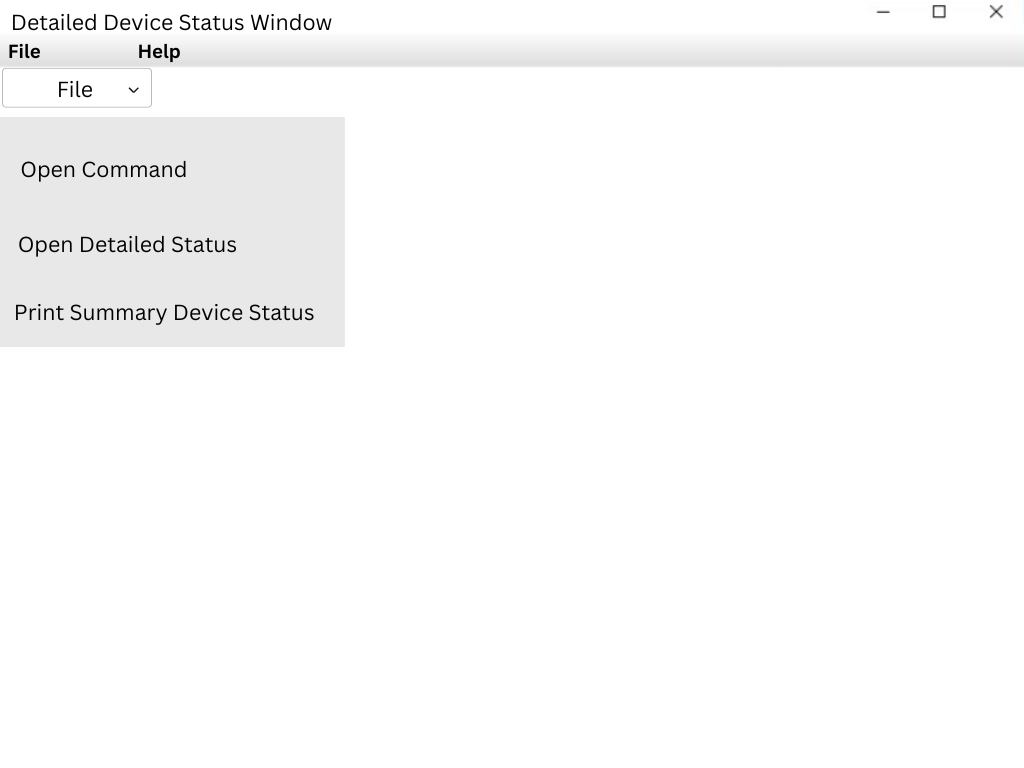 Detailed Device Status Window
File Help
File
Open Command
Open Detailed Status
Print Summary Device Status